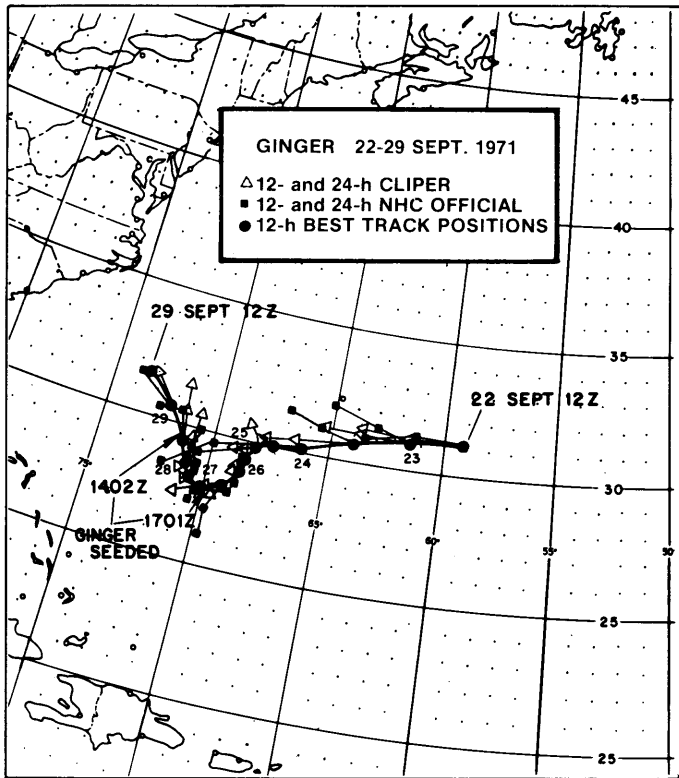 45
GINGER 22-29 SEPT. 1971
△ 12- and 24-h CLIPER
■ 12- and 24-h NHC OFFICIAL
● 12-h BEST TRACK POSITIONS
40
29 SEPT 12Z
35
22 SEPT 12Z
29
25
24
23
75°
28
27
26
30
1402Z
1701Z
GINGER
SEEDED
65°
60°
55°
25
25